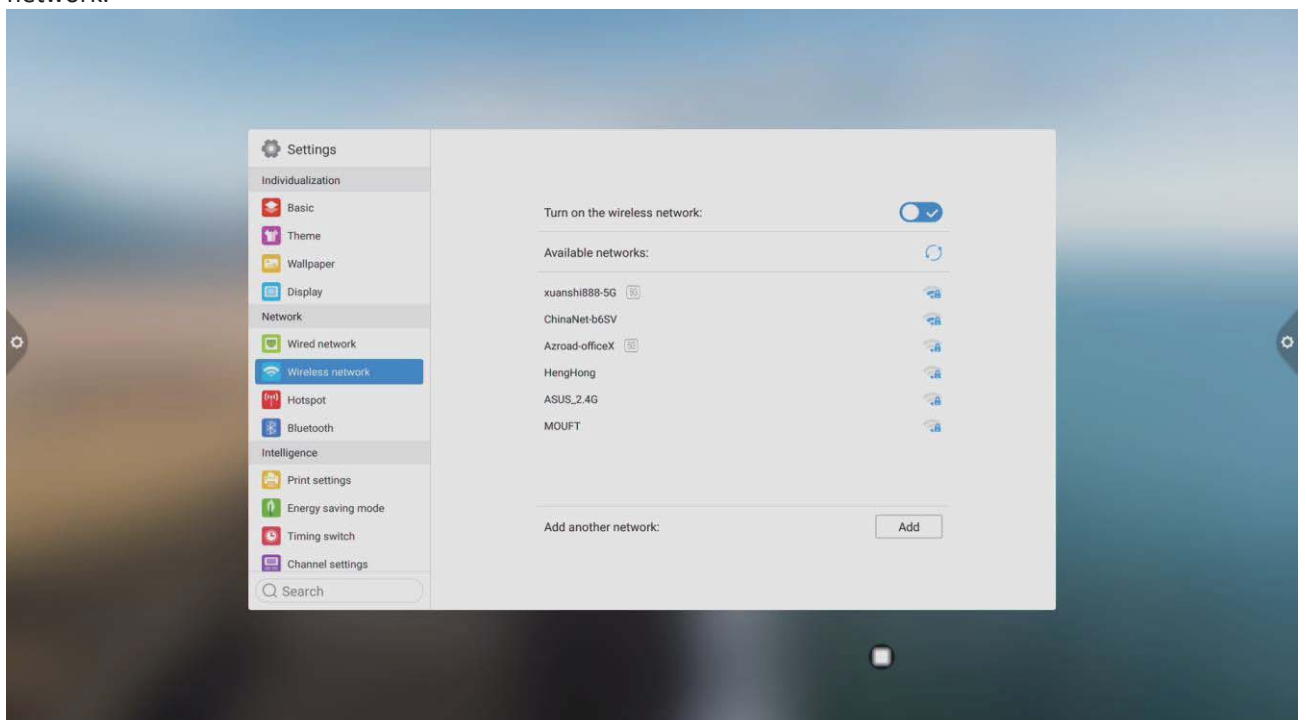 network.
Settings
Individualization
Basic
Theme
Wallpaper
Display
Network
Wired network
Wireless network
Hotspot
Bluetooth
Intelligence
Print settings
Energy saving mode
Timing switch
Channel settings
Search
Turn on the wireless network:
Available networks:
xuanshi888-5G 5G
ChinaNet-b6SV
Azroad-officeX 5G
HengHong
ASUS_2.4G
MOUFT
Add another network:
Add